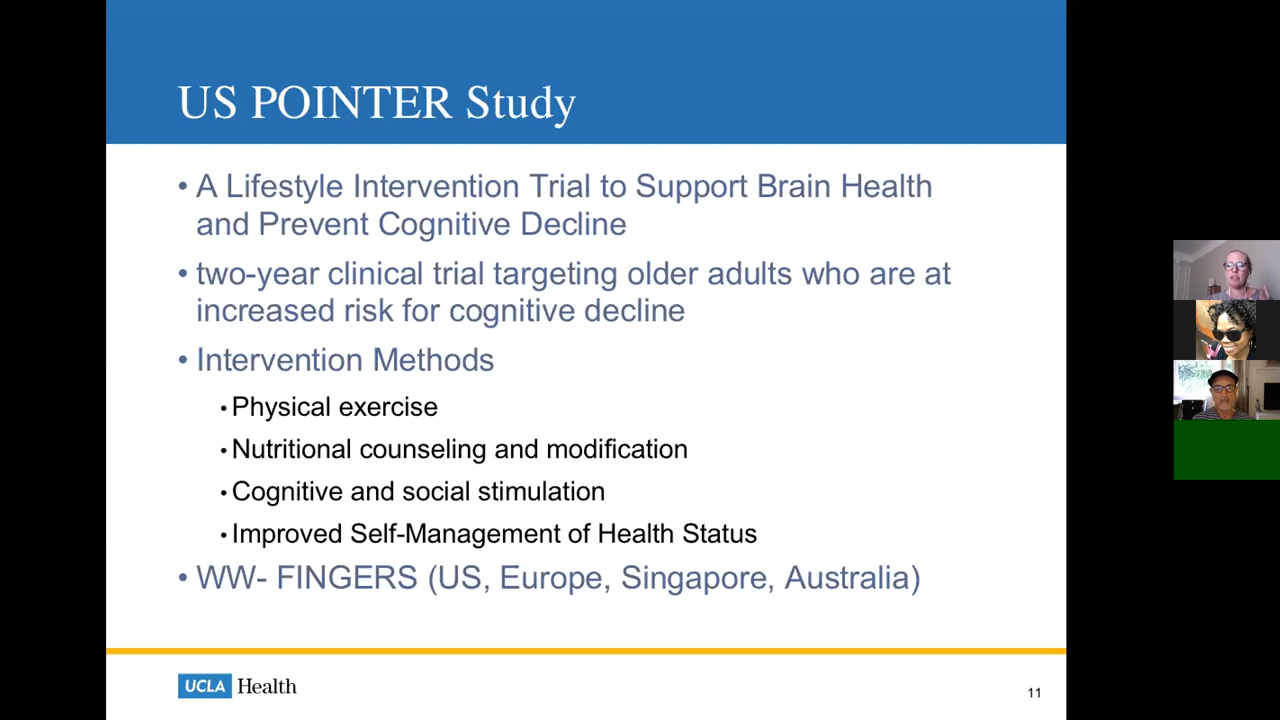 US POINTER Study
• A Lifestyle Intervention Trial to Support Brain Health
and Prevent Cognitive Decline
• two-year clinical trial targeting older adults who are at
increased risk for cognitive decline
• Intervention Methods
• Physical exercise
• Nutritional counseling and modification
• Cognitive and social stimulation
• Improved Self-Management of Health Status
• WW- FINGERS (US, Europe, Singapore, Australia)
UCLA Health
11